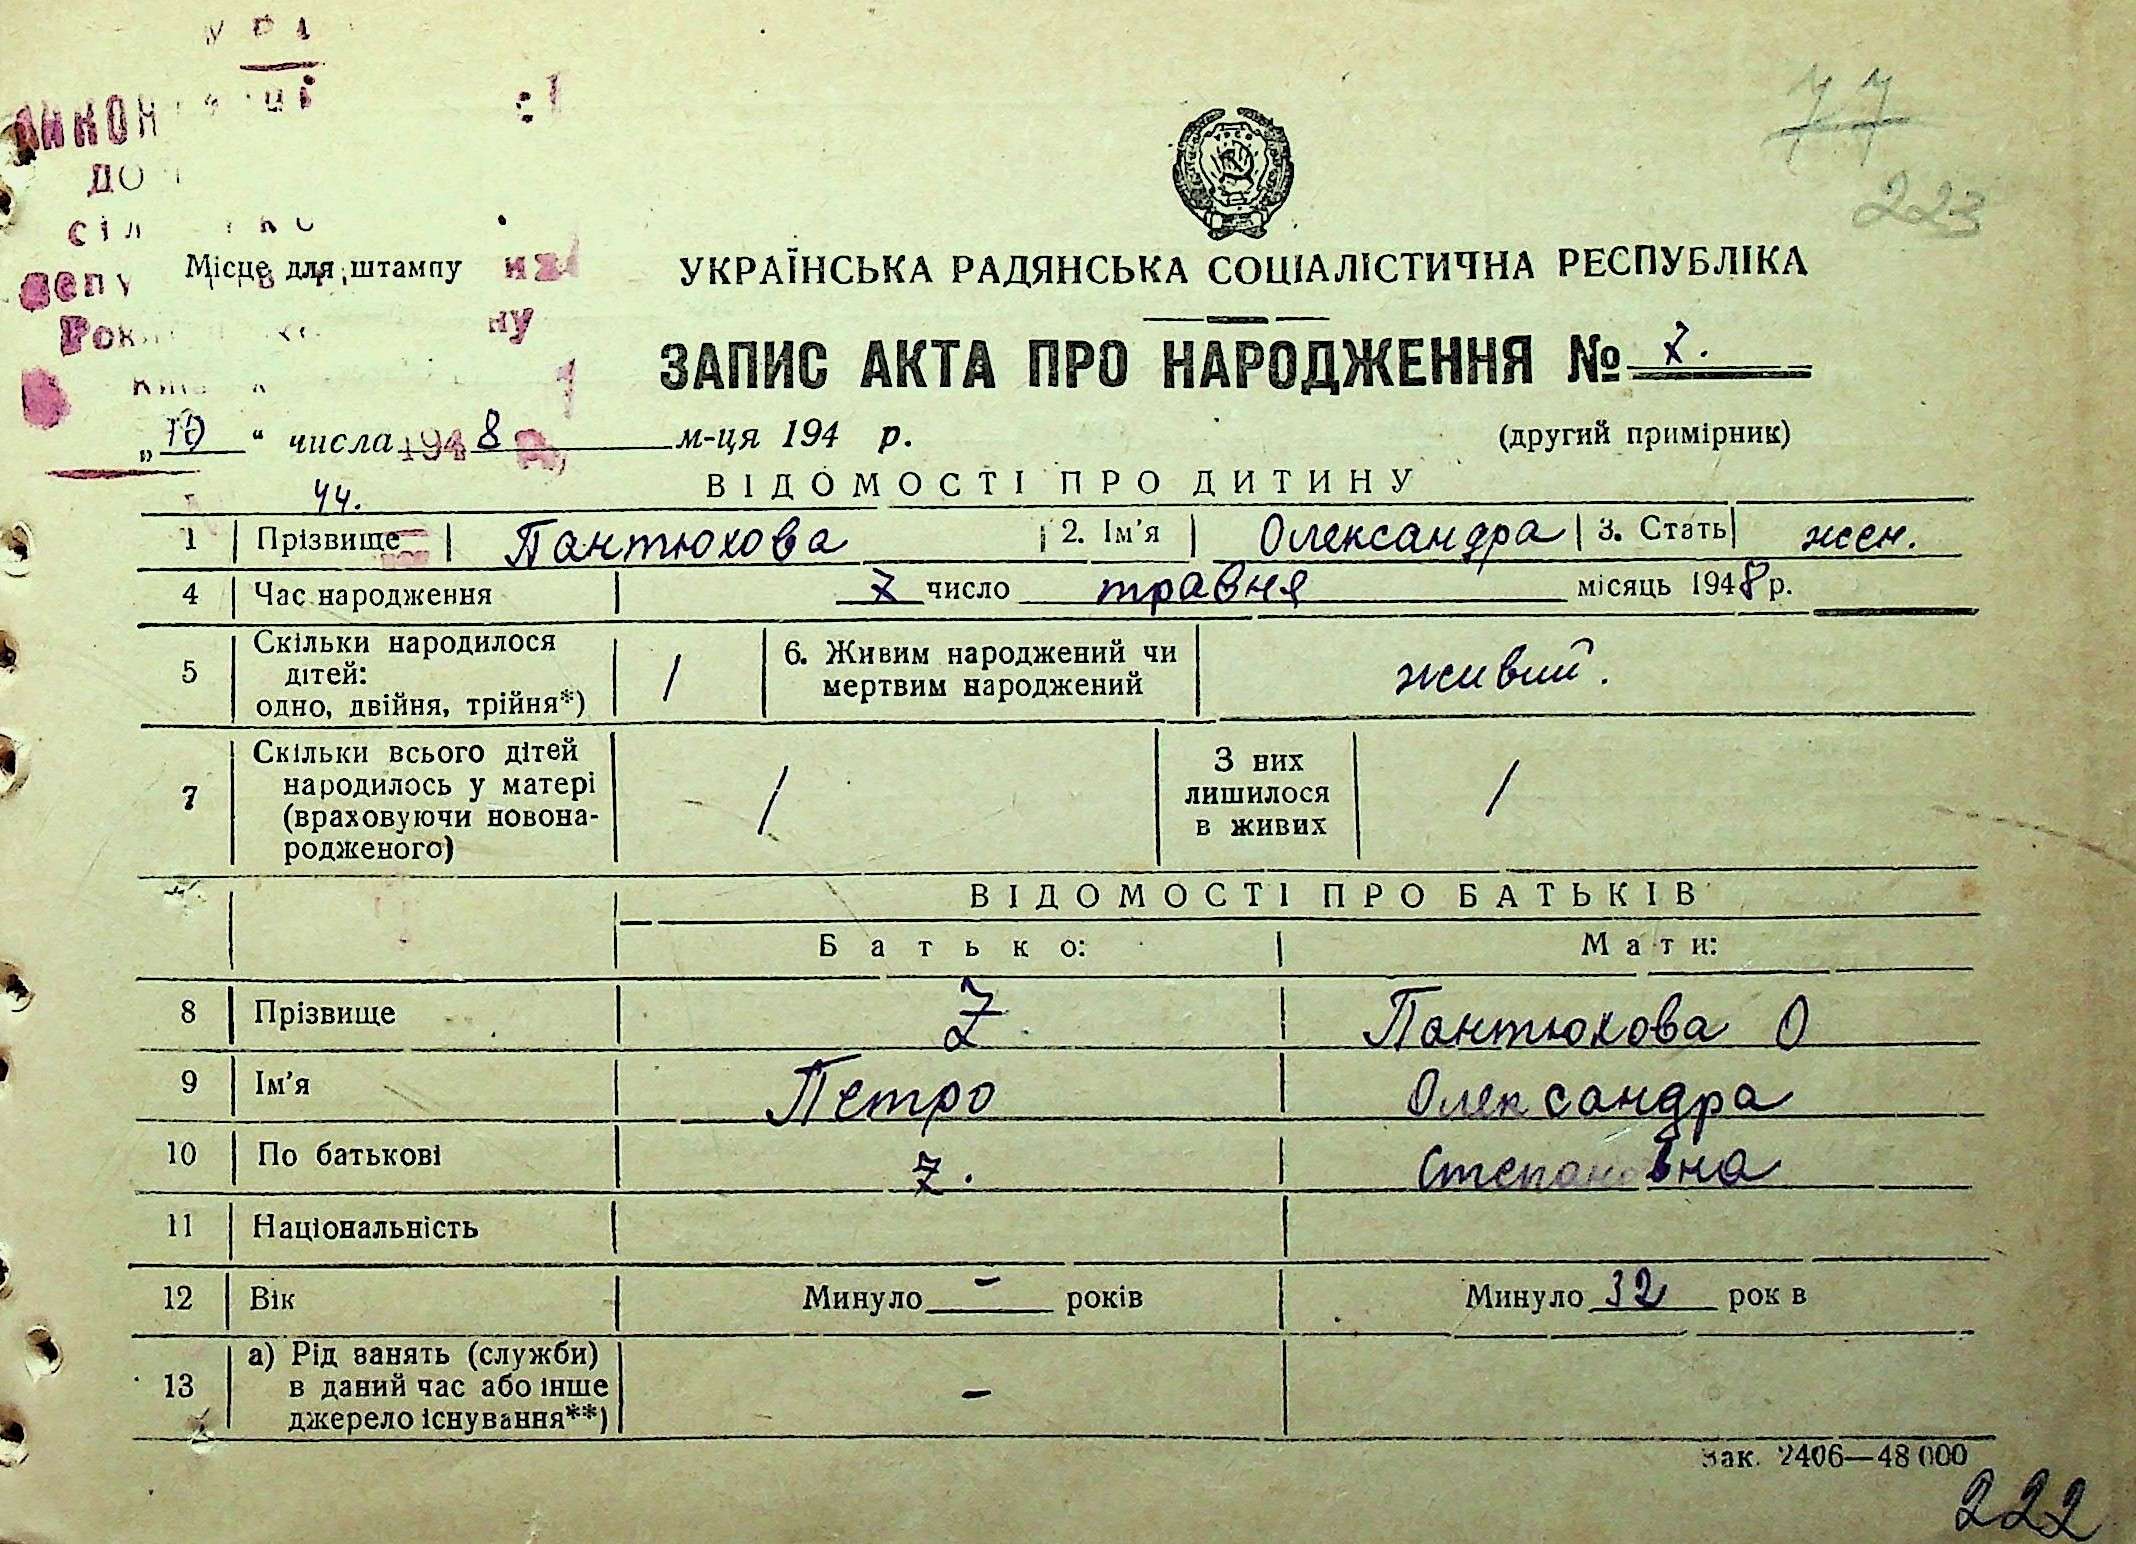 77
223
УКРАЇНСЬКА РАДЯНСЬКА СОЦІАЛІСТИЧНА РЕСПУБЛІКА
Місце для штампу
ЗАПИС АКТА ПРО НАРОДЖЕННЯ № 7.
„10“ числа 1948 м-ця 194 р.
(другий примірник)
ВІДОМОСТІ ПРО ДИТИНУ
1 Прізвище Пантюхова 2. Ім'я Олександра 3. Стать жен.
4 Час народження 7 число травня місяць 1948 р.
5 Скільки народилося дітей: одно, двійня, трійня*) 1 6. Живим народжений чи мертвим народжений живий.
7 Скільки всього дітей народилось у матері (враховуючи новонародженого) 1 З них лишилося в живих 1
ВІДОМОСТІ ПРО БАТЬКІВ
Батько: Мати:
8 Прізвище Z Пантюхова О
9 Ім'я Петро Олександра
10 По батькові Z. Степановна
11 Національність
12 Вік Минуло - років Минуло 32 рок в
13 а) Рід занять (служби) в даний час або інше джерело існування**) -
Зак. 2406—48 000
222